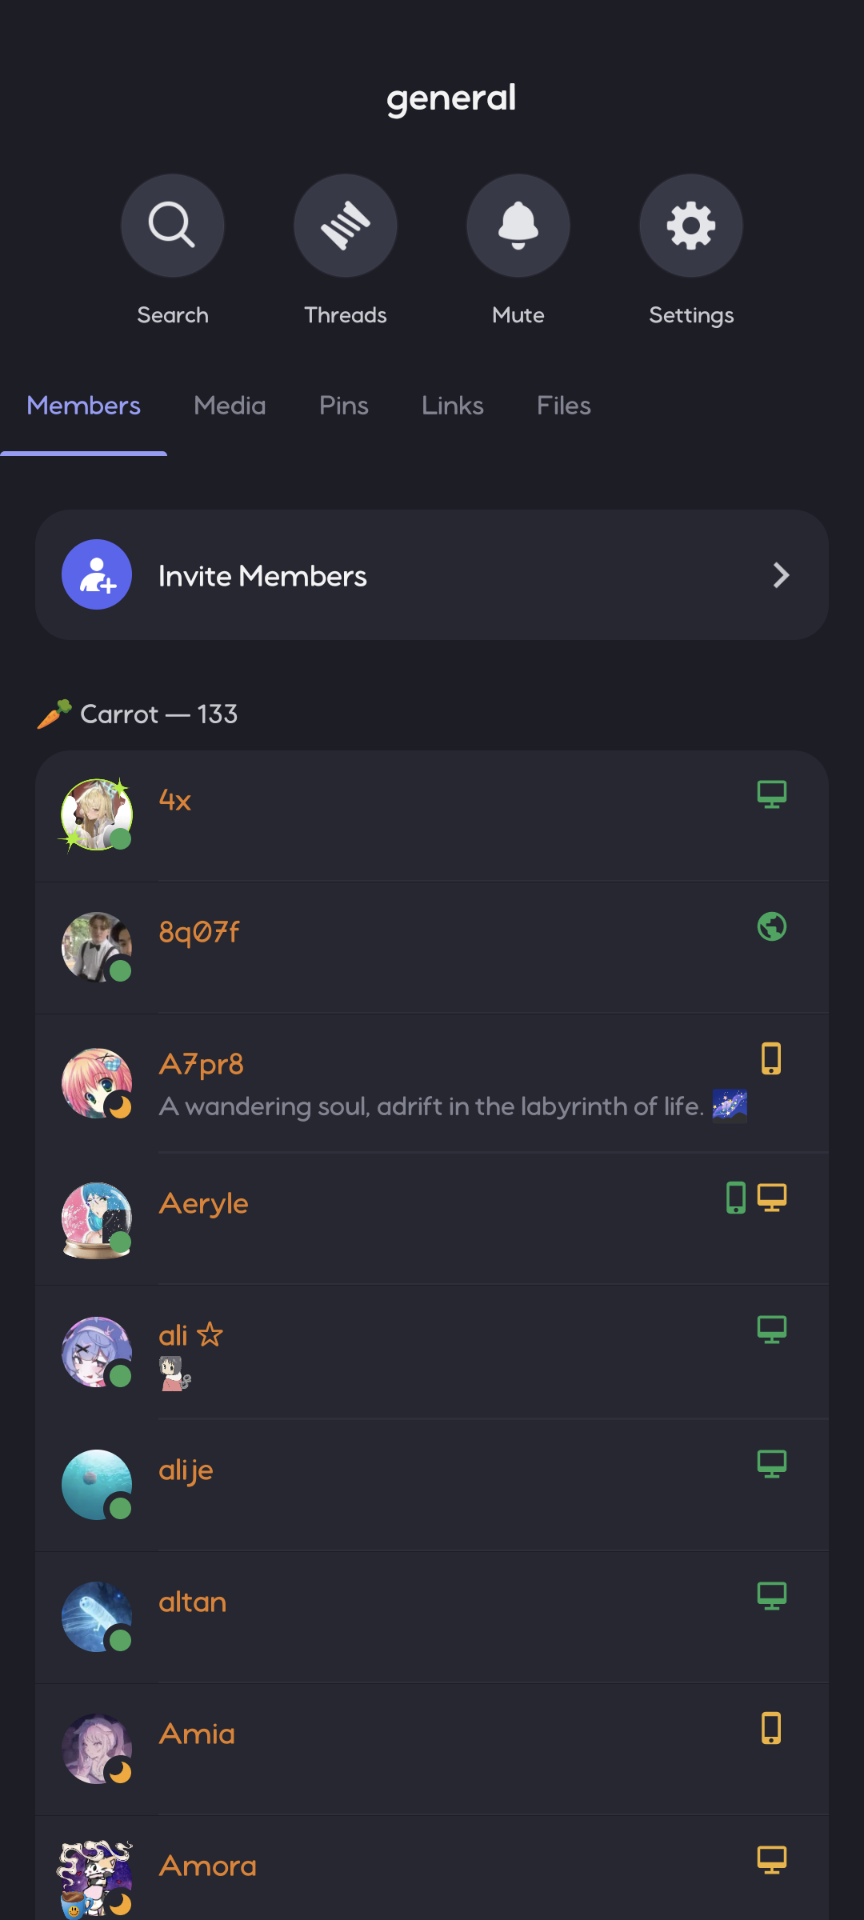 general
Search Threads Mute Settings
Members Media Pins Links Files
Invite Members
🥕 Carrot — 133
4x
8q07f
A7pr8
A wandering soul, adrift in the labyrinth of life. 🌌
Aeryle
ali ☆
alije
altan
Amia
Amora